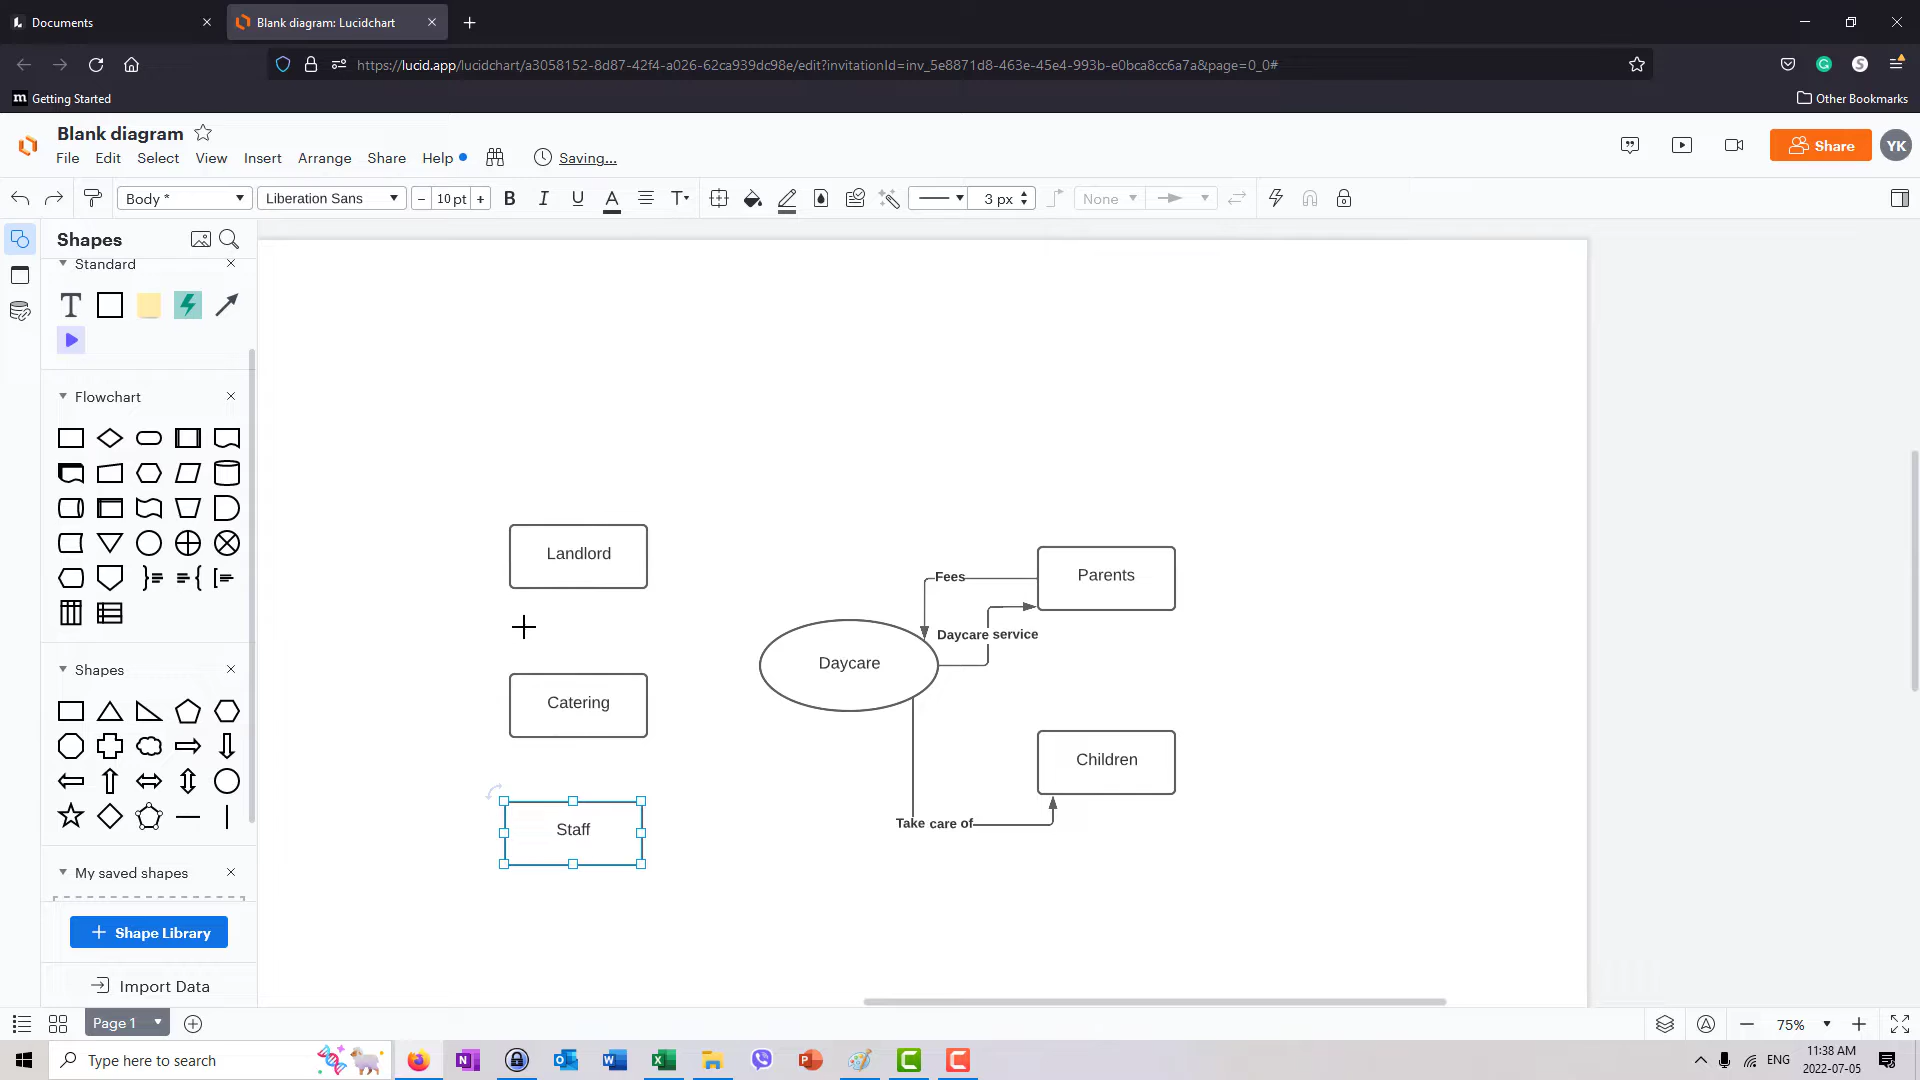 Documents
Blank diagram: Lucidchart
https://lucid.app/lucidchart/a3058152-8d87-42f4-a026-62ca939dc98e/edit?invitationId=inv_5e8871d8-463e-45e4-993b-e0bca8cc6a7a&page=0_0#
m Getting Started
Other Bookmarks
Blank diagram
File Edit Select View Insert Arrange Share Help Saving...
Share YK
Body * Liberation Sans 10 pt B I U A T 3 px None
Shapes
Standard
T
Flowchart
Shapes
My saved shapes
+ Shape Library
Import Data
Landlord
Catering
Staff
Daycare
Fees
Parents
Daycare service
Children
Take care of
Page 1
75%
Type here to search
ENG
11:38 AM
2022-07-05